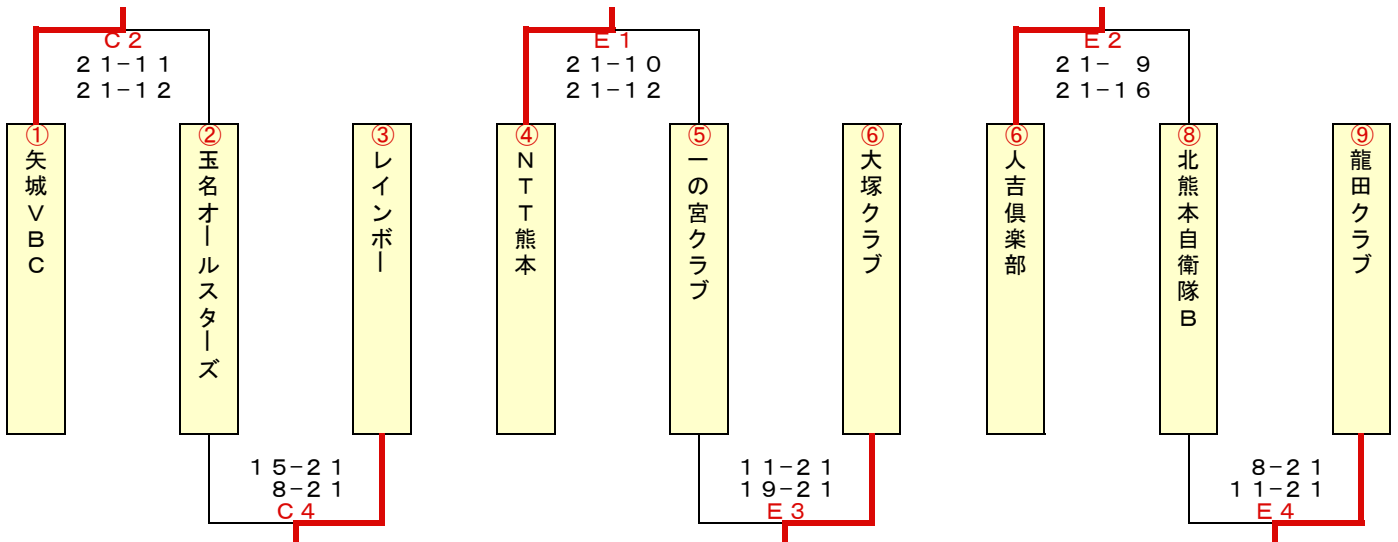 C2
21-11
21-12
E1
21-10
21-12
E2
21- 9
21-16
①矢城VBC
②玉名オールスターズ
③レインボー
④NTT熊本
⑤一の宮クラブ
⑥大塚クラブ
⑥人吉倶楽部
⑧北熊本自衛隊B
⑨龍田クラブ
15-21
8-21
C4
11-21
19-21
E3
8-21
11-21
E4